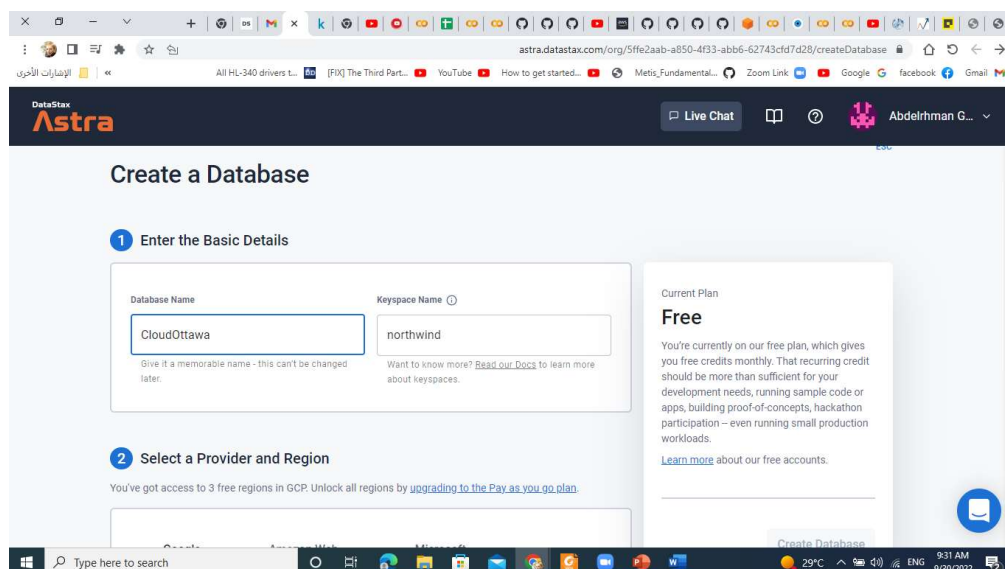 astra.datastax.com/org/5ffe2aab-a850-4f33-abb6-62743cfd7d28/createDatabase
الإشارات الأخرى
All HL-340 drivers t...
[FIX] The Third Part...
YouTube
How to get started...
Metis_Fundamental...
Zoom Link
Google
facebook
Gmail
DataStax
Astra
Live Chat
Abdelrhman G...
ESC
Create a Database
1 Enter the Basic Details
Database Name
CloudOttawa
Give it a memorable name - this can't be changed
later.
Keyspace Name
northwind
Want to know more? Read our Docs to learn more
about keyspaces.
Current Plan
Free
You're currently on our free plan, which gives
you free credits monthly. That recurring credit
should be more than sufficient for your
development needs, running sample code or
apps, building proof-of-concepts, hackathon
participation – even running small production
workloads.
Learn more about our free accounts.
2 Select a Provider and Region
You've got access to 3 free regions in GCP. Unlock all
regions by upgrading to the Pay as you go plan.
Google
Amazon Web
Microsoft
Create Database
Type here to search
29°C
ENG
9:31 AM
9/20/2022